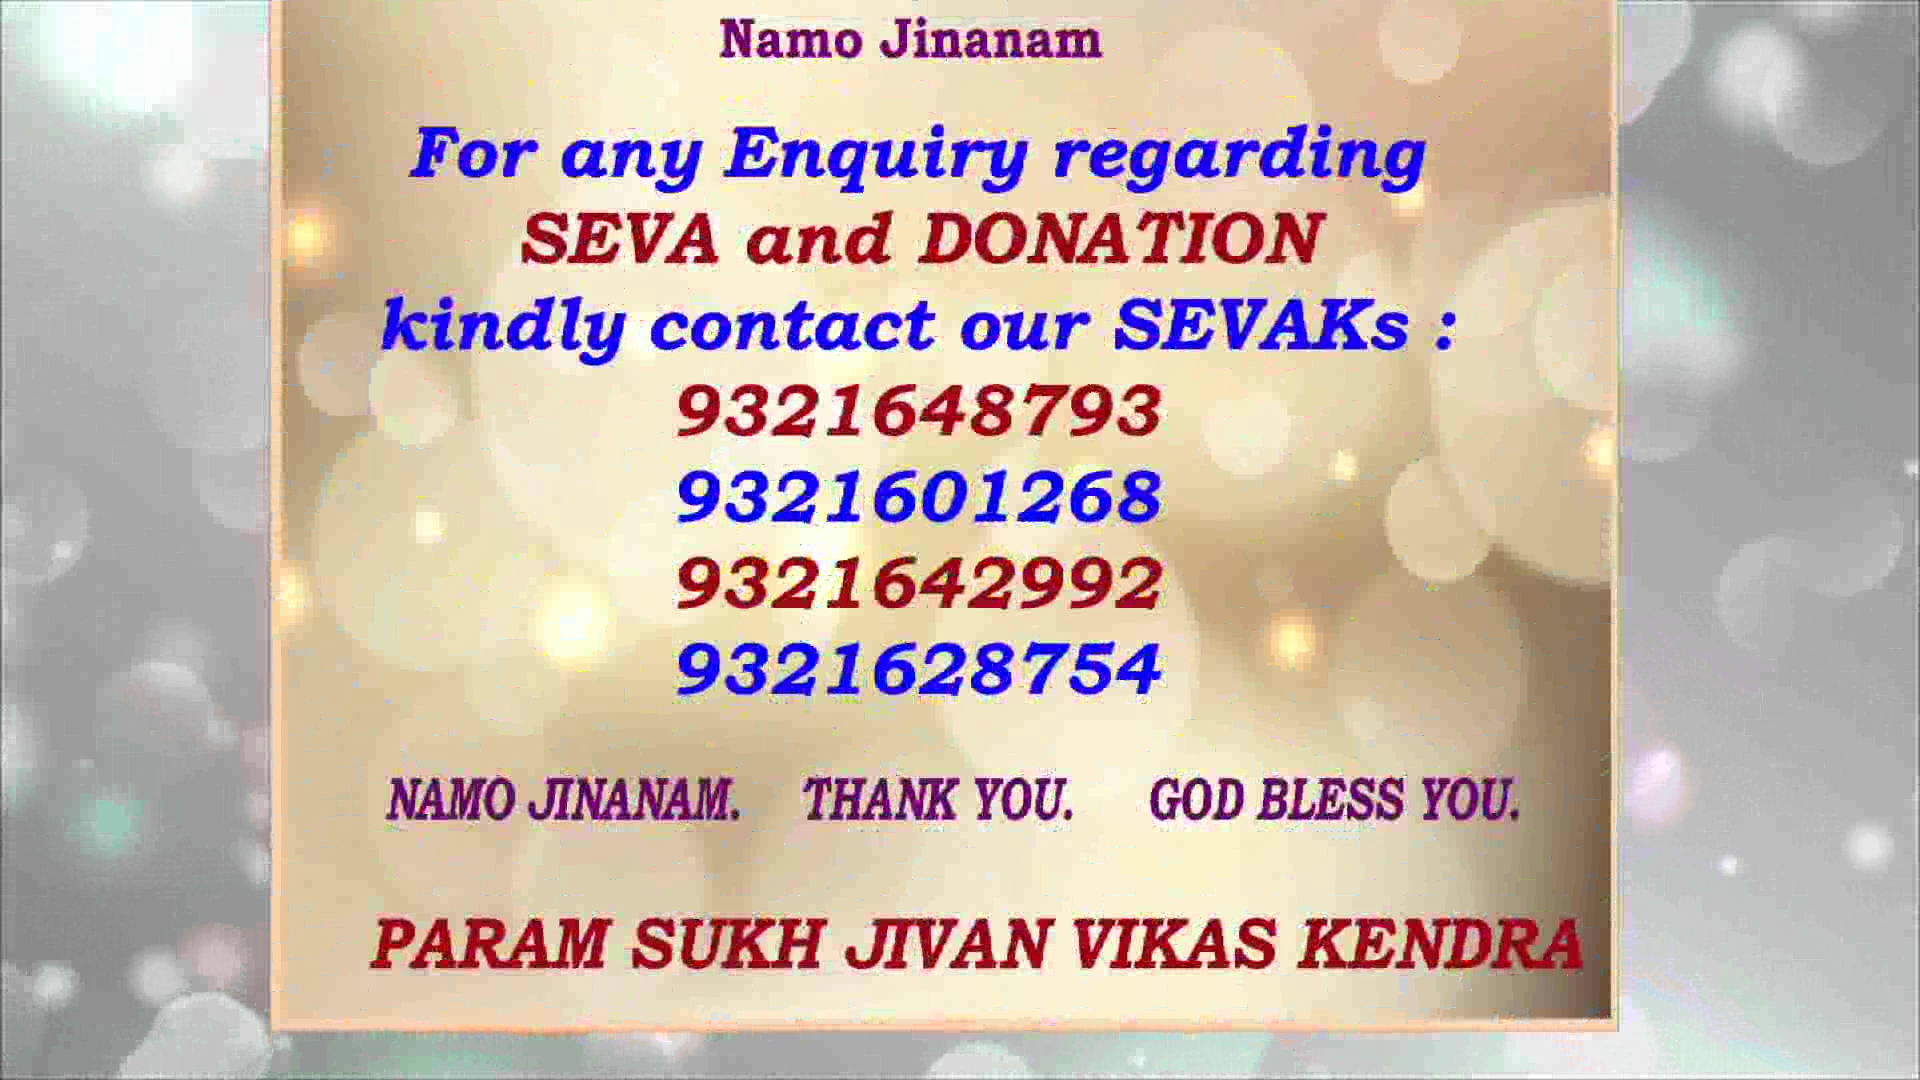 Namo Jinanam
For any Enquiry regarding
SEVA and DONATION
kindly contact our SEVAKs :
9321648793
9321601268
9321642992
9321628754
NAMO JINANAM. THANK YOU. GOD BLESS YOU.
PARAM SUKH JIVAN VIKAS KENDRA